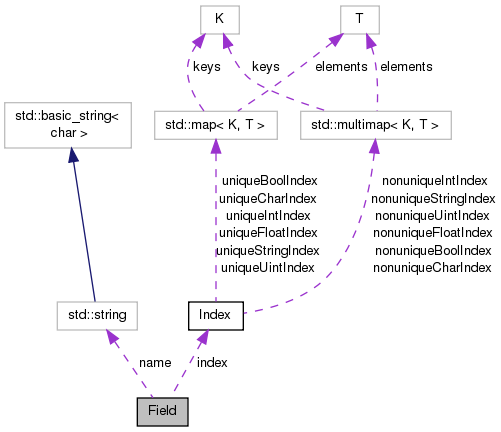 K
T
keys
keys
elements
elements
std::basic_string<
char >
std::map< K, T >
std::multimap< K, T >
uniqueBoolIndex
uniqueCharIndex
uniqueIntIndex
uniqueFloatIndex
uniqueStringIndex
uniqueUintIndex
nonuniqueIntIndex
nonuniqueStringIndex
nonuniqueUintIndex
nonuniqueFloatIndex
nonuniqueBoolIndex
nonuniqueCharIndex
std::string
Index
name
index
Field